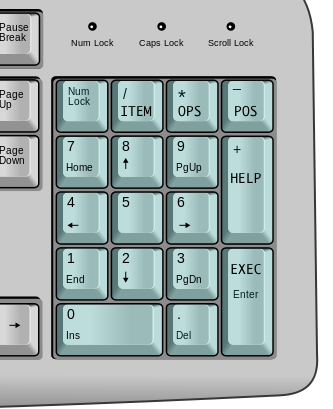 Pause
Break
Num Lock Caps Lock Scroll Lock
Page
Up
Num
Lock
/
ITEM
*
OPS
–
POS
Page
Down
7
Home
8
↑
9
PgUp
+
HELP
4
←
5
6
→
1
End
2
↓
3
PgDn
EXEC
Enter
→
0
Ins
.
Del